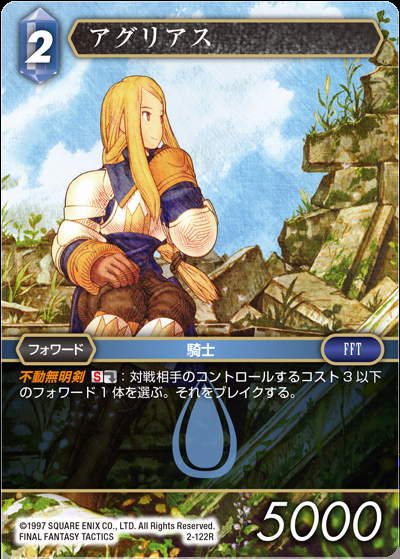 2
アグリアス
フォワード
騎士
FFT
不動無明剣 S：対戦相手のコントロールするコスト3以下
のフォワード1体を選ぶ。それをブレイクする。
©1997 SQUARE ENIX CO., LTD. All Rights Reserved.
FINAL FANTASY TACTICS
2-122R
5000